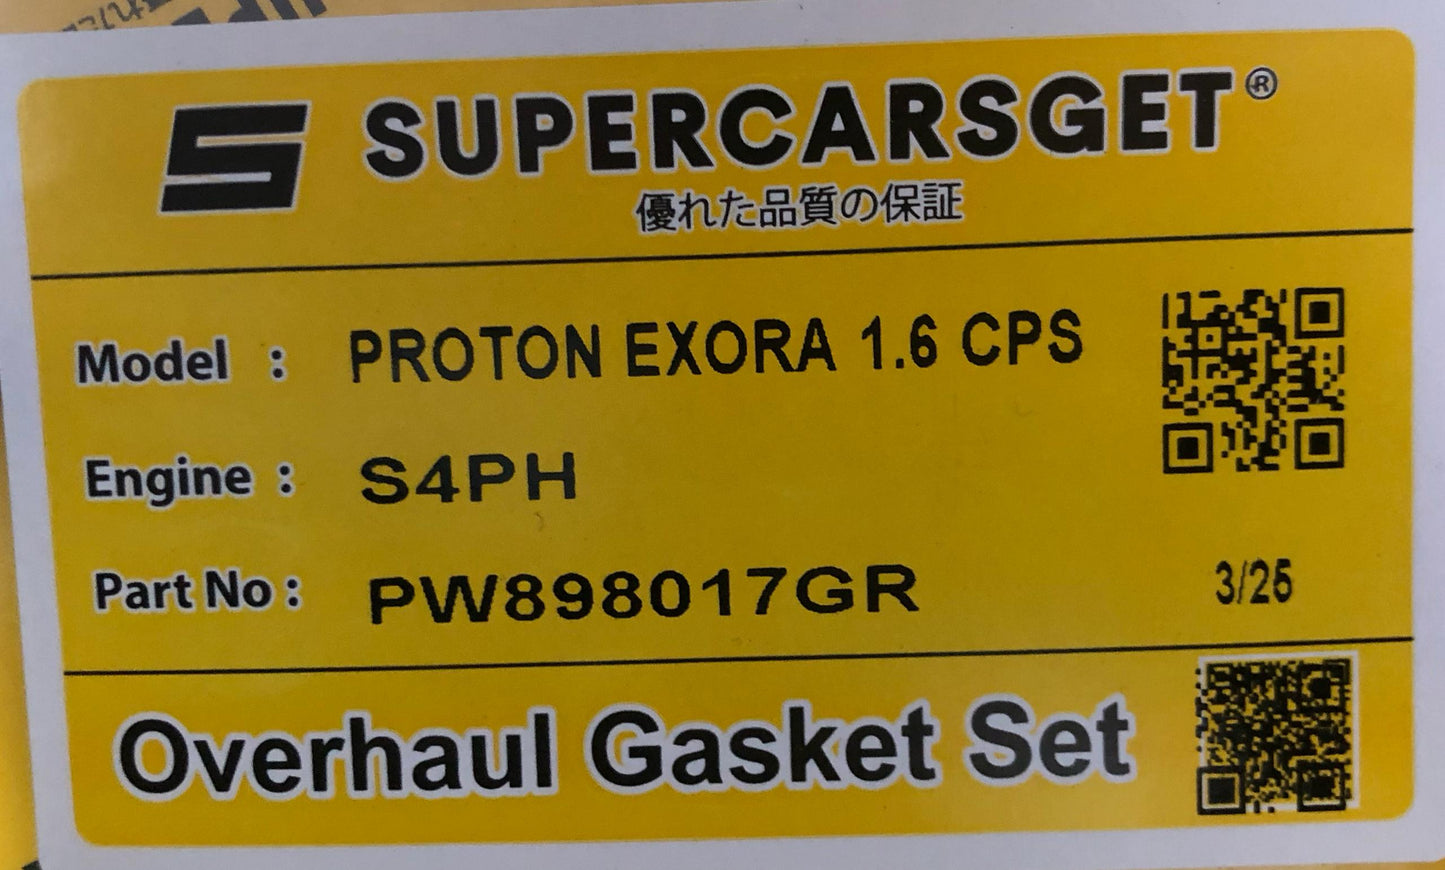 SUPERCARSGET®
優れた品質の保証
Model : PROTON EXORA 1.6 CPS
Engine : S4PH
Part No : PW898017GR
3/25
Overhaul Gasket Set